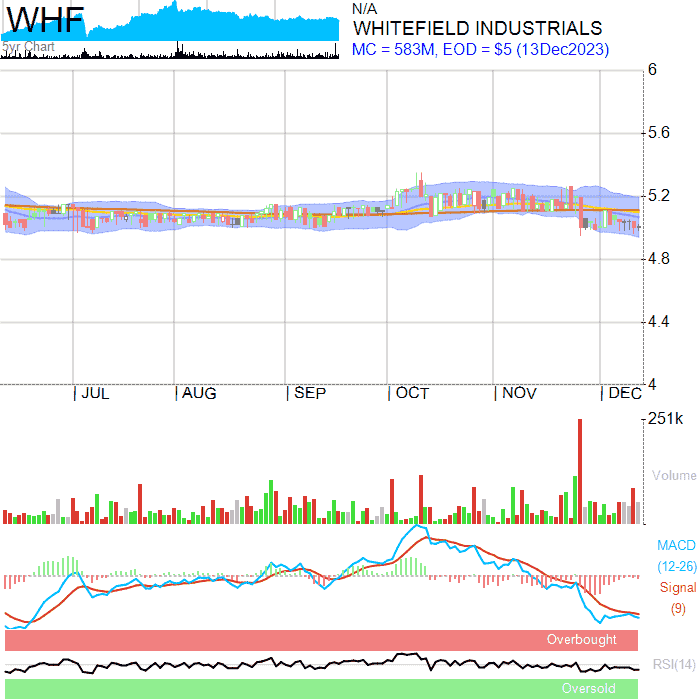 WHF
5yr Chart
N/A
WHITEFIELD INDUSTRIALS
MC = 583M, EOD = $5 (13Dec2023)
6
5.6
5.2
4.8
4.4
4
JUL AUG SEP OCT NOV DEC
251k
Volume
MACD
(12-26)
Signal
(9)
Overbought
RSI(14)
Oversold